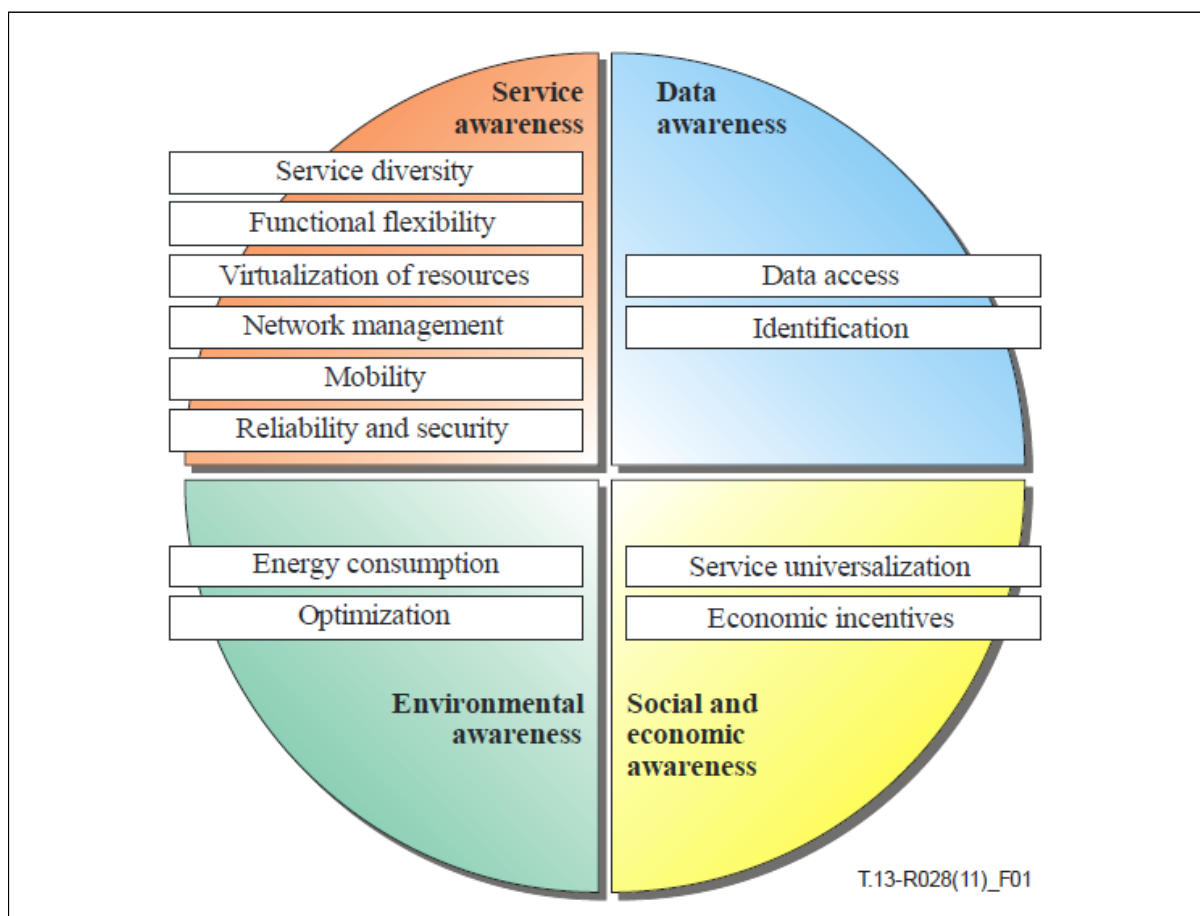 Service
awareness
Service diversity
Functional flexibility
Virtualization of resources
Network management
Mobility
Reliability and security
Data
awareness
Data access
Identification
Energy consumption
Optimization
Environmental
awareness
Service universalization
Economic incentives
Social and
economic
awareness
T.13-R028(11)_F01